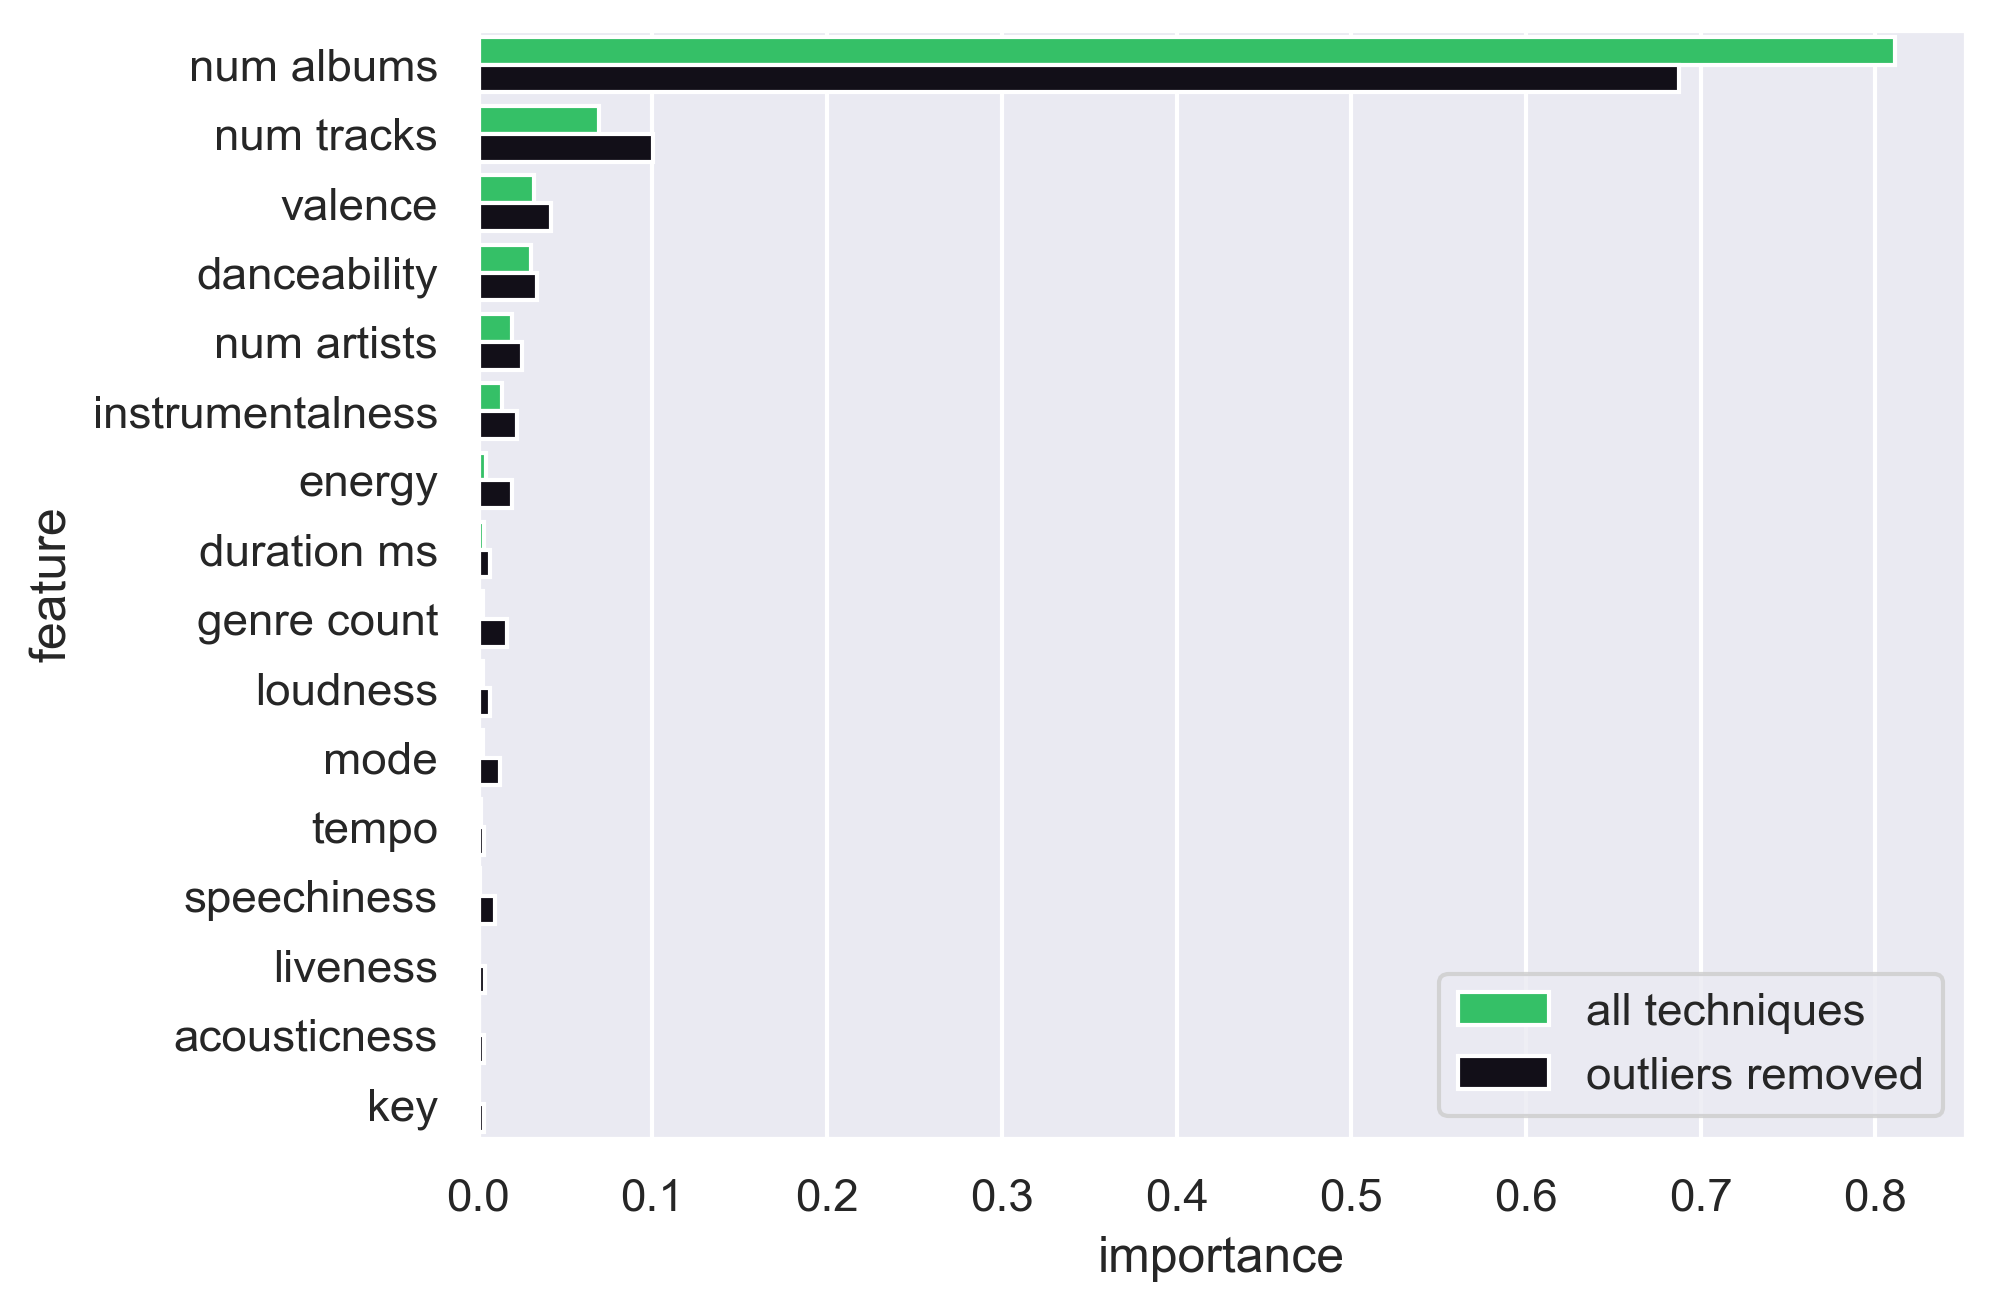 num albums
num tracks
valence
danceability
num artists
instrumentalness
energy
duration ms
genre count
loudness
mode
tempo
speechiness
liveness
acousticness
key
feature
all techniques
outliers removed
0.0 0.1 0.2 0.3 0.4 0.5 0.6 0.7 0.8
importance